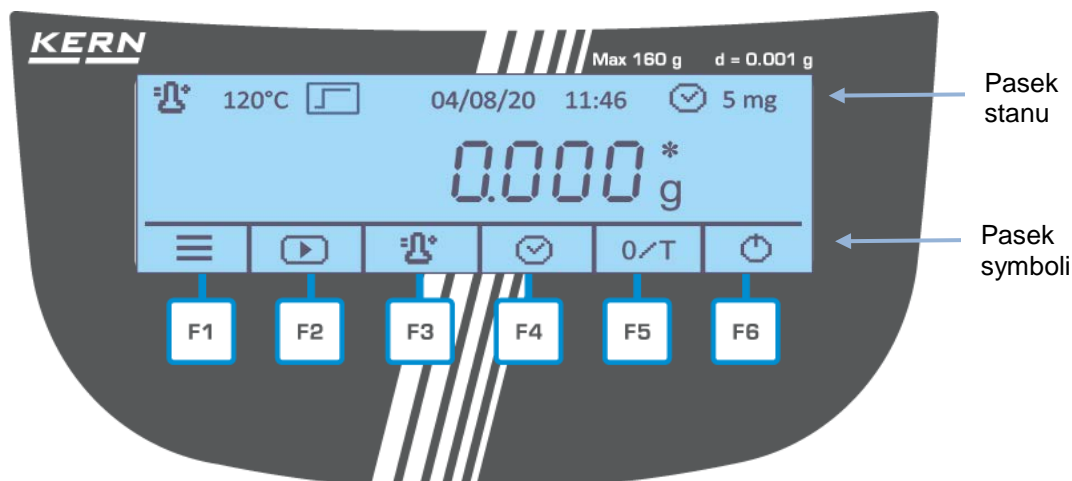 KERN
Max 160 g d = 0.001 g
120°C 04/08/20 11:46 5 mg
Pasek
stanu
0.000 * g
0/T
Pasek
symboli
F1 F2 F3 F4 F5 F6